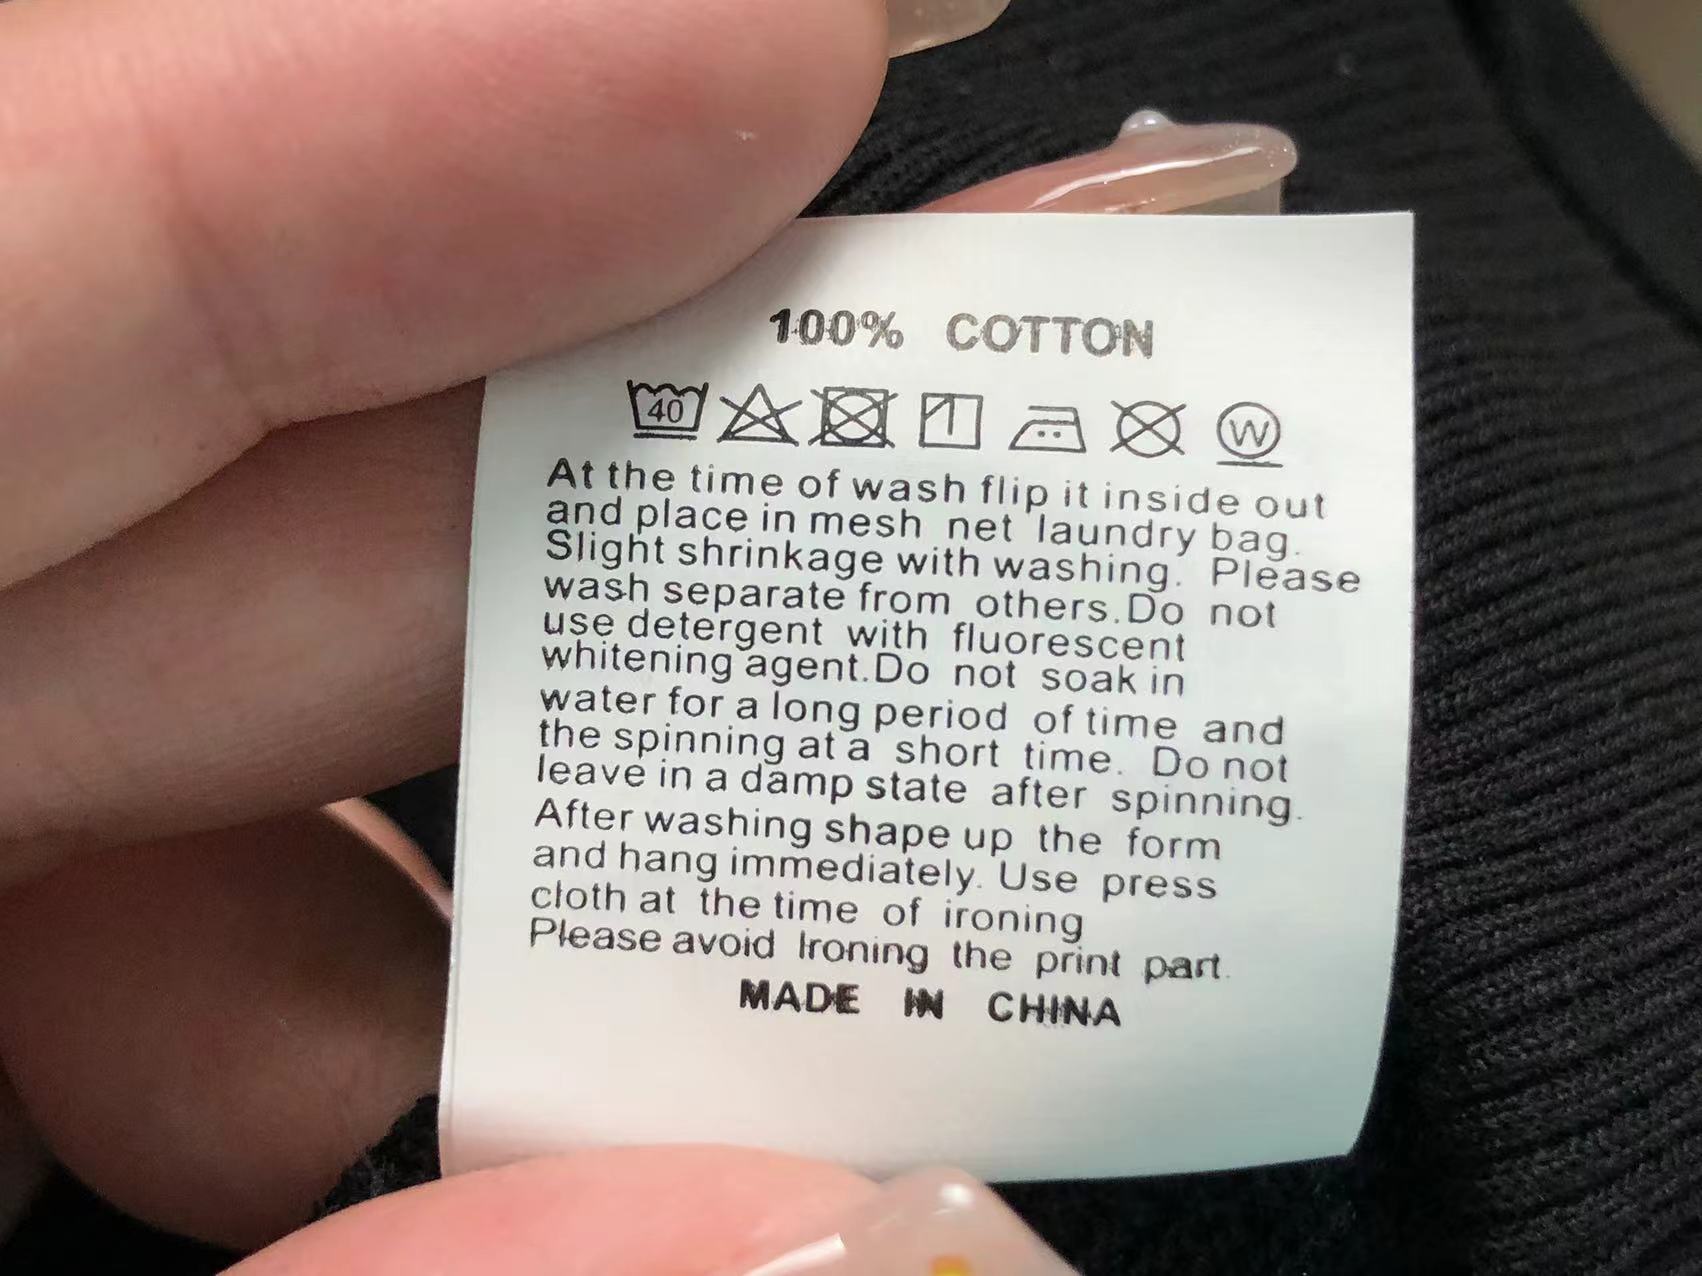 100% COTTON
40 W
At the time of wash flip it inside out
and place in mesh net laundry bag.
Slight shrinkage with washing. Please
wash separate from others.Do not
use detergent with fluorescent
whitening agent.Do not soak in
water for a long period of time and
the spinning at a short time. Do not
leave in a damp state after spinning.
After washing shape up the form
and hang immediately. Use press
cloth at the time of ironing
Please avoid Ironing the print part.
MADE IN CHINA